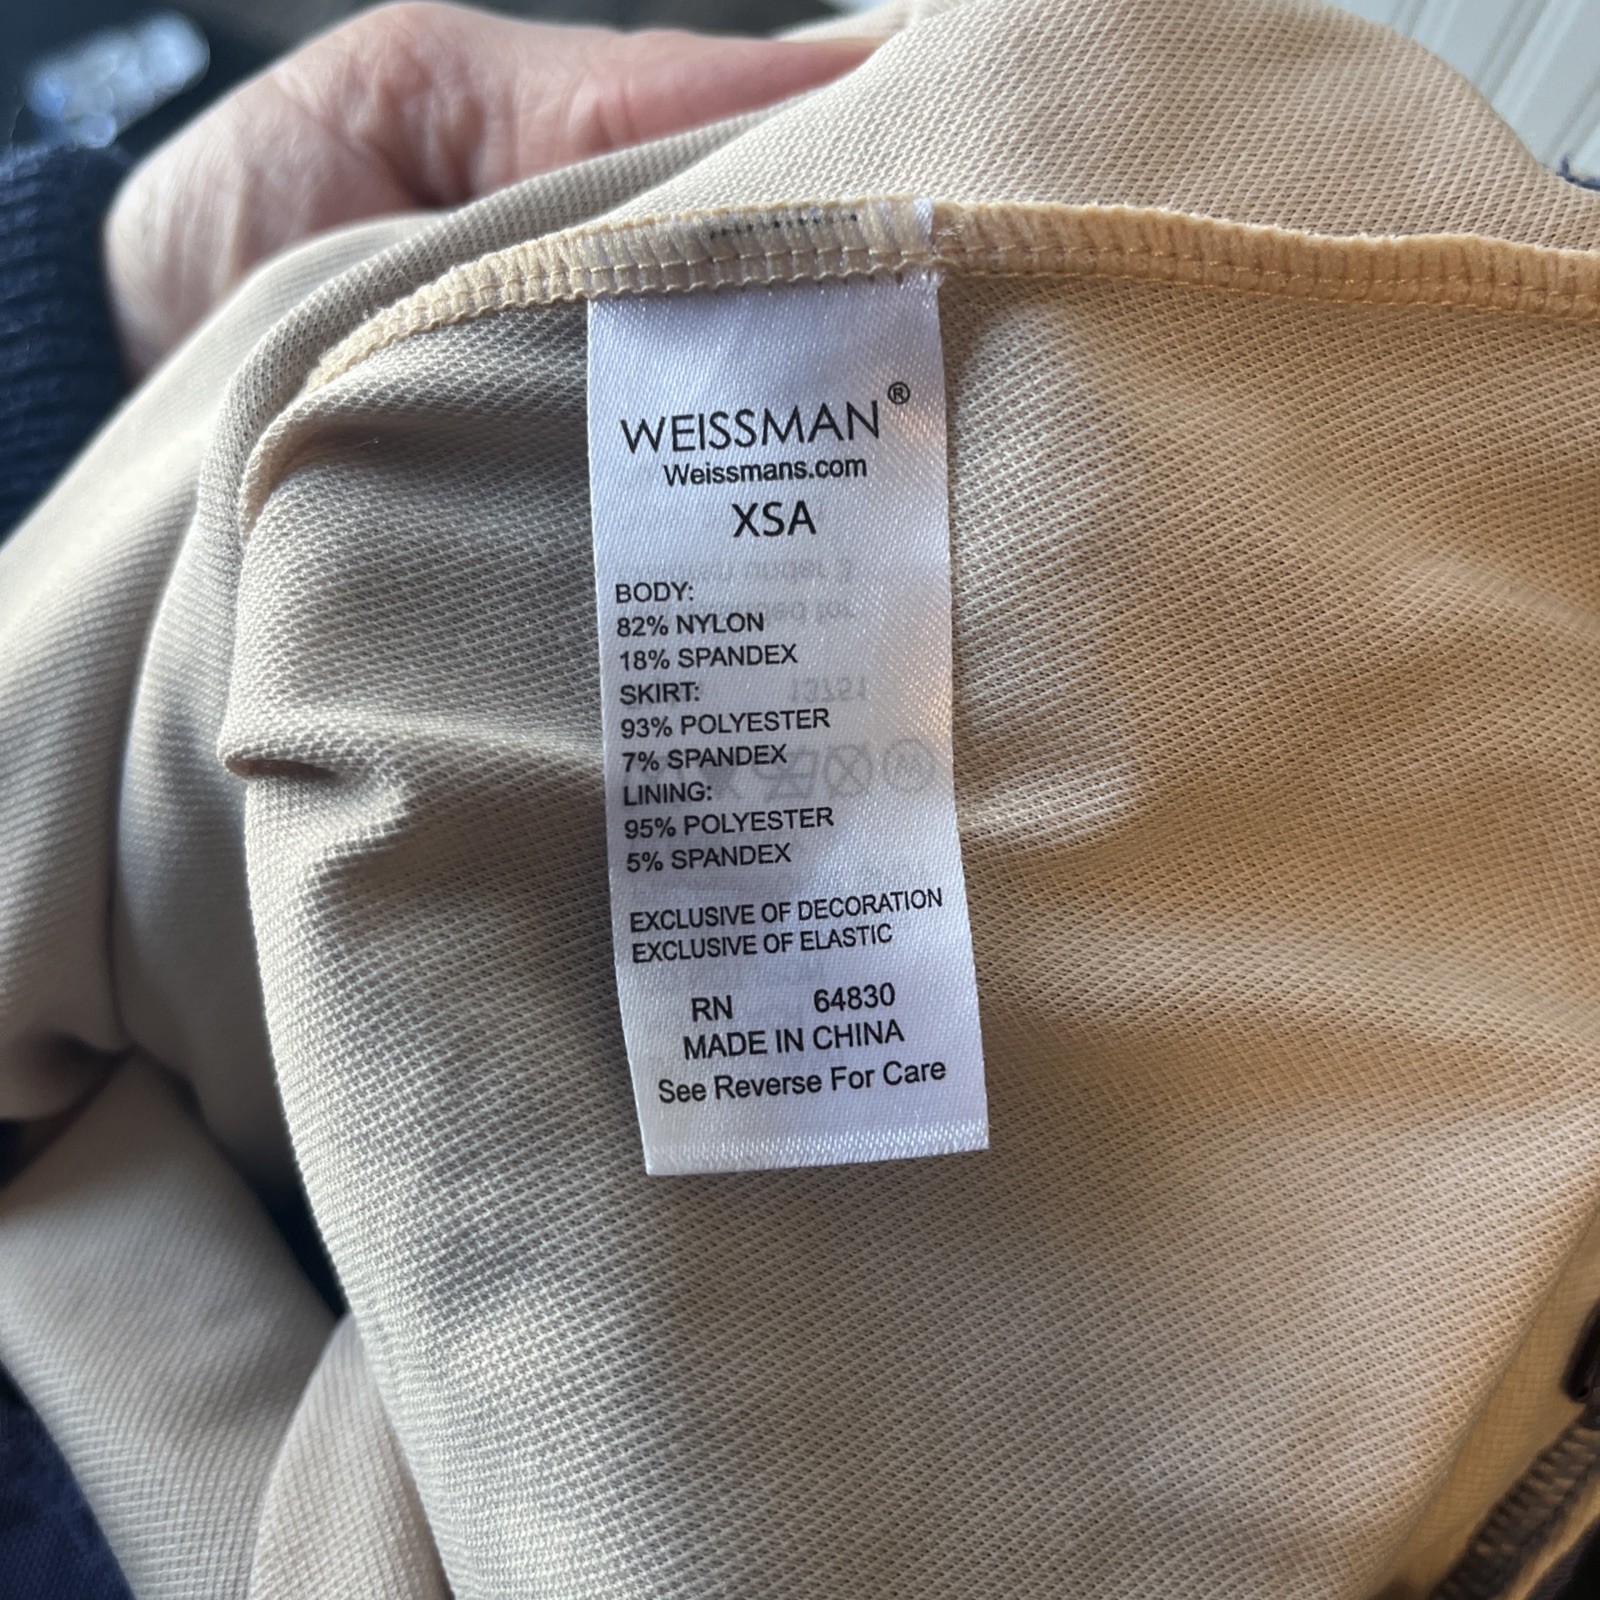 WEISSMAN®
Weissmans.com
XSA
BODY:
82% NYLON
18% SPANDEX
SKIRT:
93% POLYESTER
7% SPANDEX
LINING:
95% POLYESTER
5% SPANDEX
EXCLUSIVE OF DECORATION
EXCLUSIVE OF ELASTIC
RN 64830
MADE IN CHINA
See Reverse For Care